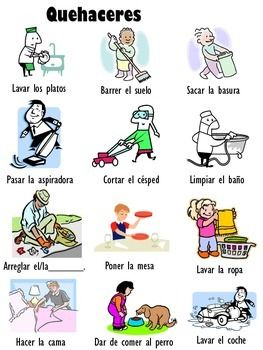 Quehaceres
Lavar los platos
Barrer el suelo
Sacar la basura
Pasar la aspiradora
Cortar el césped
Limpiar el baño
Arreglar el/la________.
Poner la mesa
Lavar la ropa
Hacer la cama
Dar de comer al perro
Lavar el coche